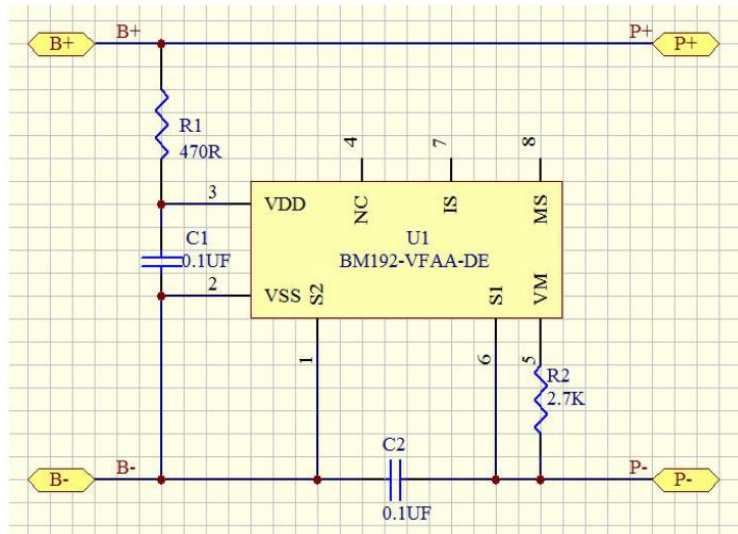 B+ B+ P+ P+
R1
470R
4 7 8
3 VDD NC IS MS
U1
BM192-VFAA-DE
C1
0.1UF
2 VSS S2 S1 VM
1 6 5
R2
2.7K
C2
B- B- P- P-
0.1UF